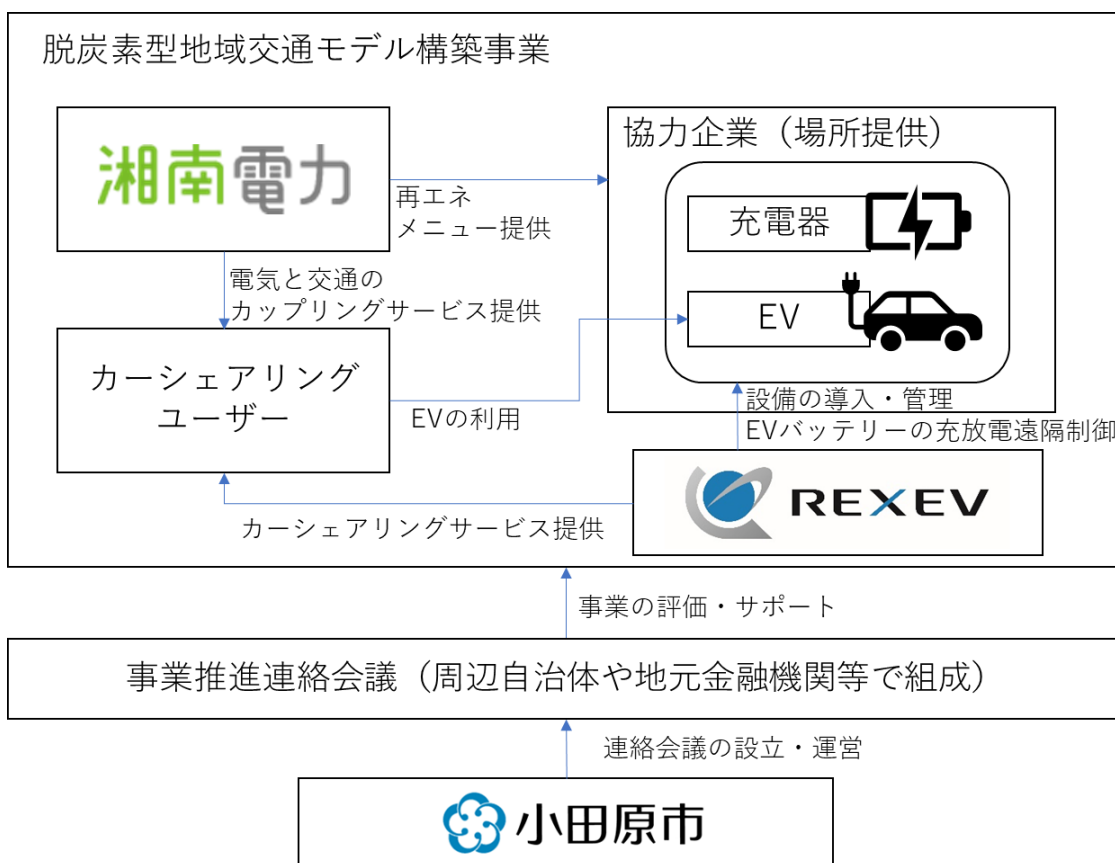 脱炭素型地域交通モデル構築事業
湘南電力
再エネ
メニュー提供
協力企業（場所提供）
充電器
EV
電気と交通の
カップリングサービス提供
カーシェアリング
ユーザー
EVの利用
設備の導入・管理
EVバッテリーの充放電遠隔制御
REXEV
カーシェアリングサービス提供
事業の評価・サポート
事業推進連絡会議（周辺自治体や地元金融機関等で組成）
連絡会議の設立・運営
小田原市